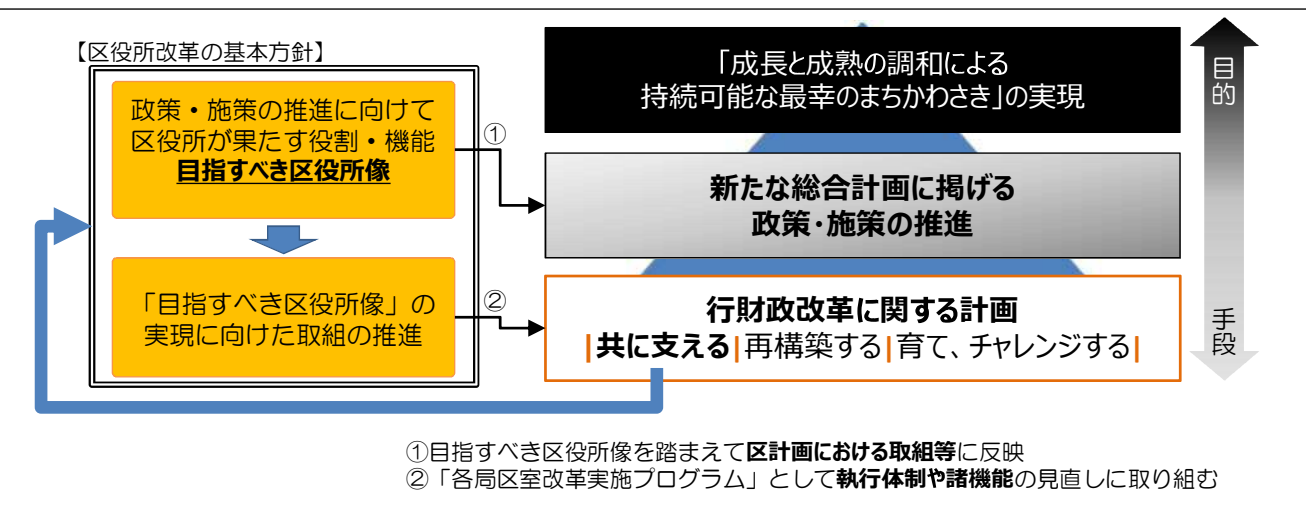 【区役所改革の基本方針】
政策・施策の推進に向けて
区役所が果たす役割・機能
目指すべき区役所像
①
「目指すべき区役所像」の
実現に向けた取組の推進
②
「成長と成熟の調和による
持続可能な最幸のまちかわさき」の実現
新たな総合計画に掲げる
政策・施策の推進
行財政改革に関する計画
|共に支える|再構築する|育て、チャレンジする|
目的
手段
①目指すべき区役所像を踏まえて区計画における取組等に反映
②「各局区室改革実施プログラム」として執行体制や諸機能の見直しに取り組む